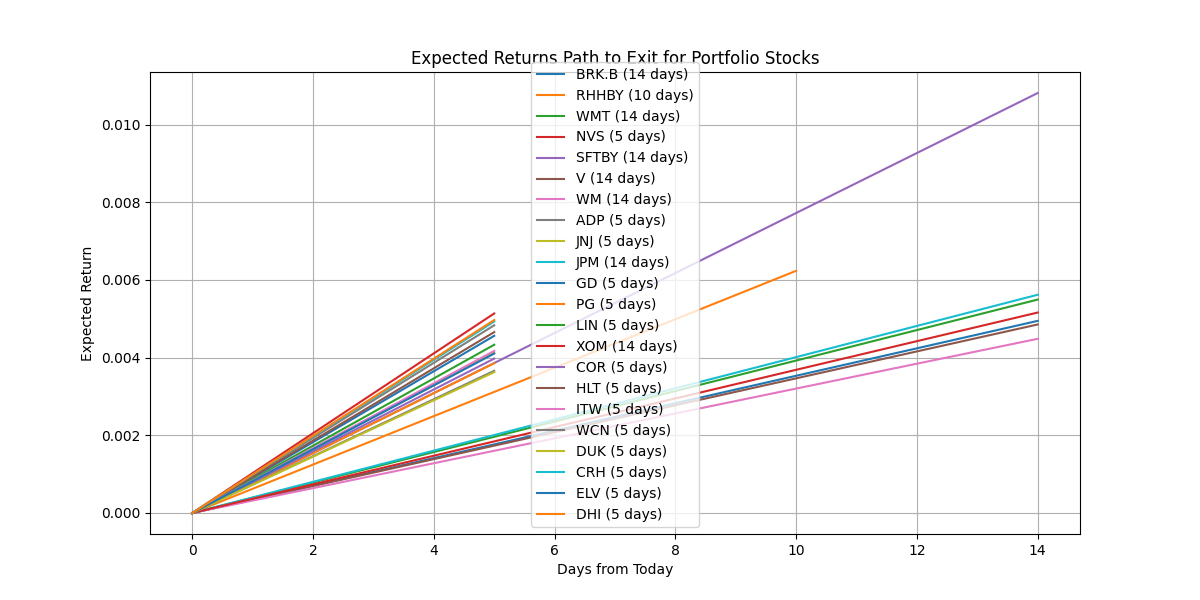 Expected Returns Path to Exit for Portfolio Stocks
BRK.B (14 days)
RHHBY (10 days)
WMT (14 days)
NVS (5 days)
SFTBY (14 days)
V (14 days)
WM (14 days)
ADP (5 days)
JNJ (5 days)
JPM (14 days)
GD (5 days)
PG (5 days)
LIN (5 days)
XOM (14 days)
COR (5 days)
HLT (5 days)
ITW (5 days)
WCN (5 days)
DUK (5 days)
CRH (5 days)
ELV (5 days)
DHI (5 days)
Expected Return
0.010
0.008
0.006
0.004
0.002
0.000
0 2 4 6 8 10 12 14
Days from Today